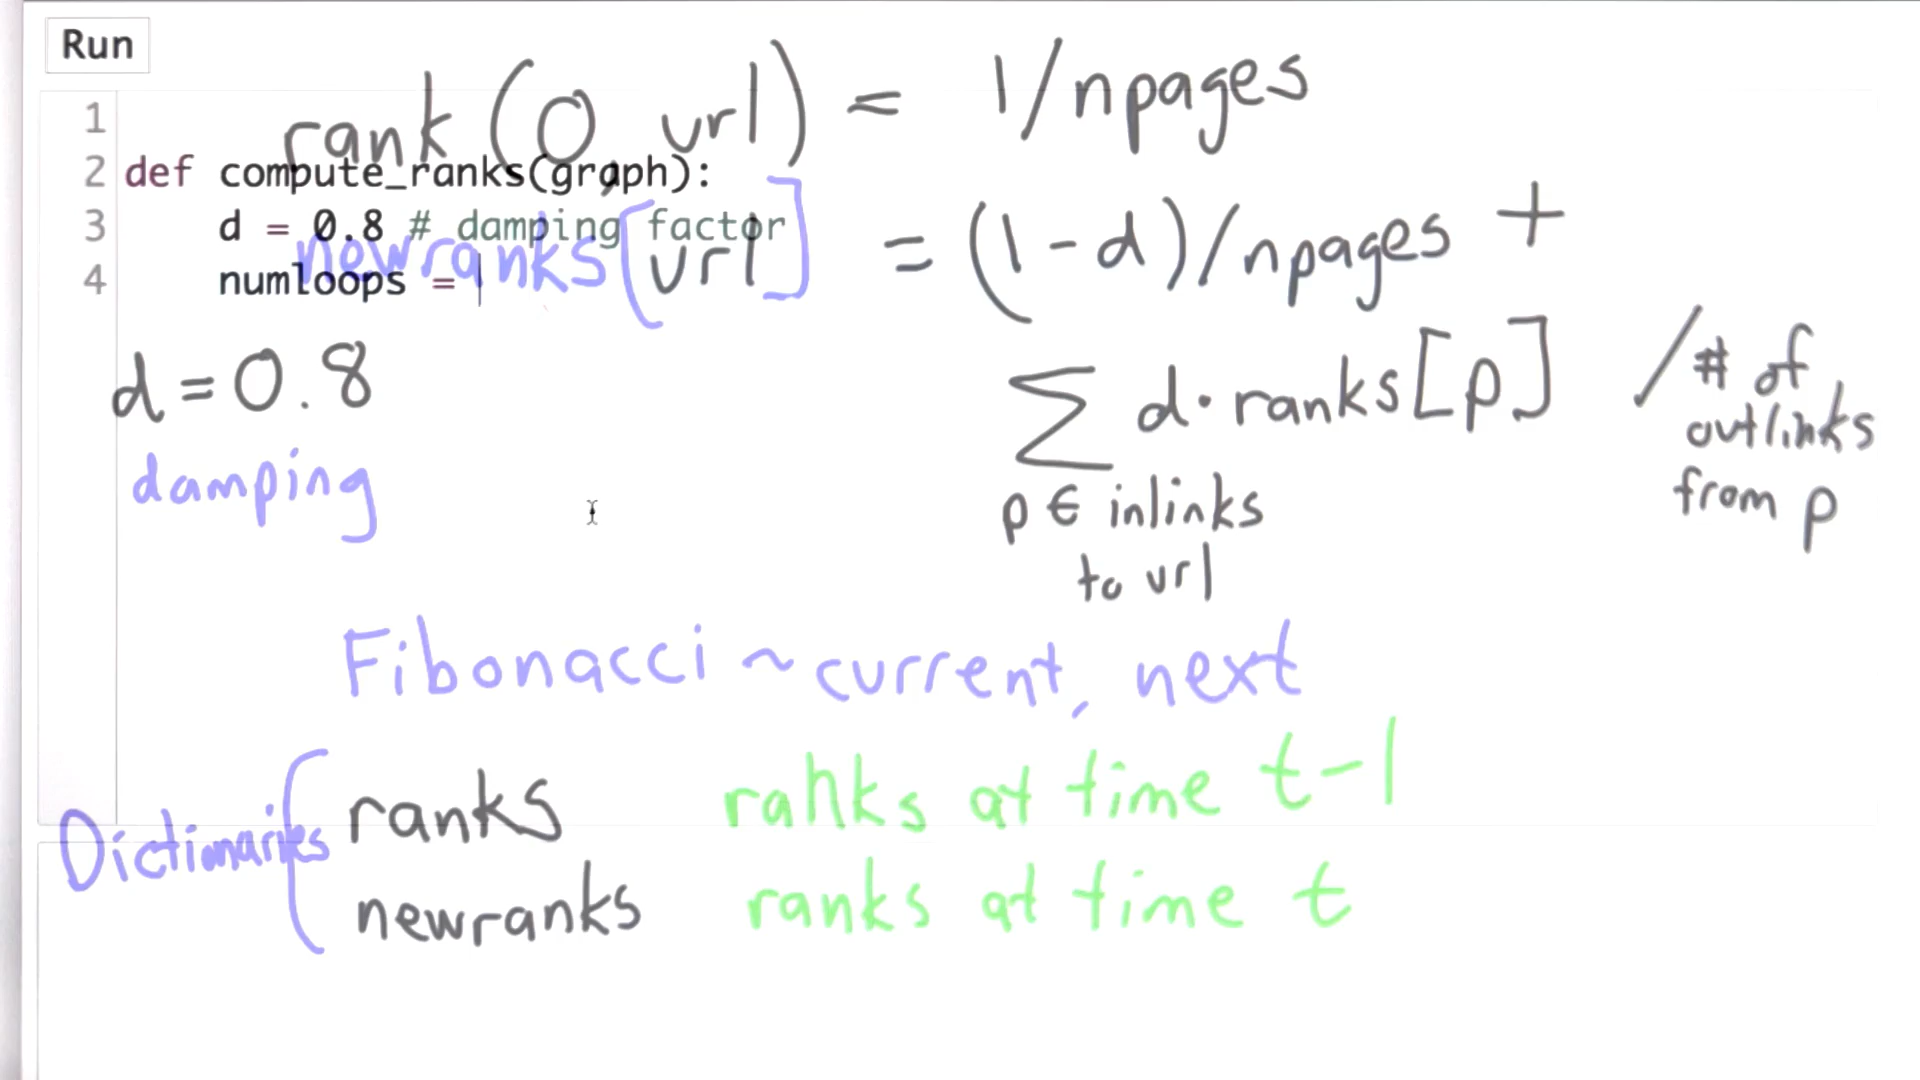 Run
1
rank(0, url) = 1/npages
2 def compute_ranks(graph):
3 d = 0.8 # damping factor
newranks[url] = (1-d)/npages +
4 numloops =
d = 0.8
∑ d·ranks[p] / # of outlinks from p
damping
p ∈ inlinks
to url
Fibonacci ~ current, next
Dictionaries
ranks ranks at time t-1
newranks ranks at time t